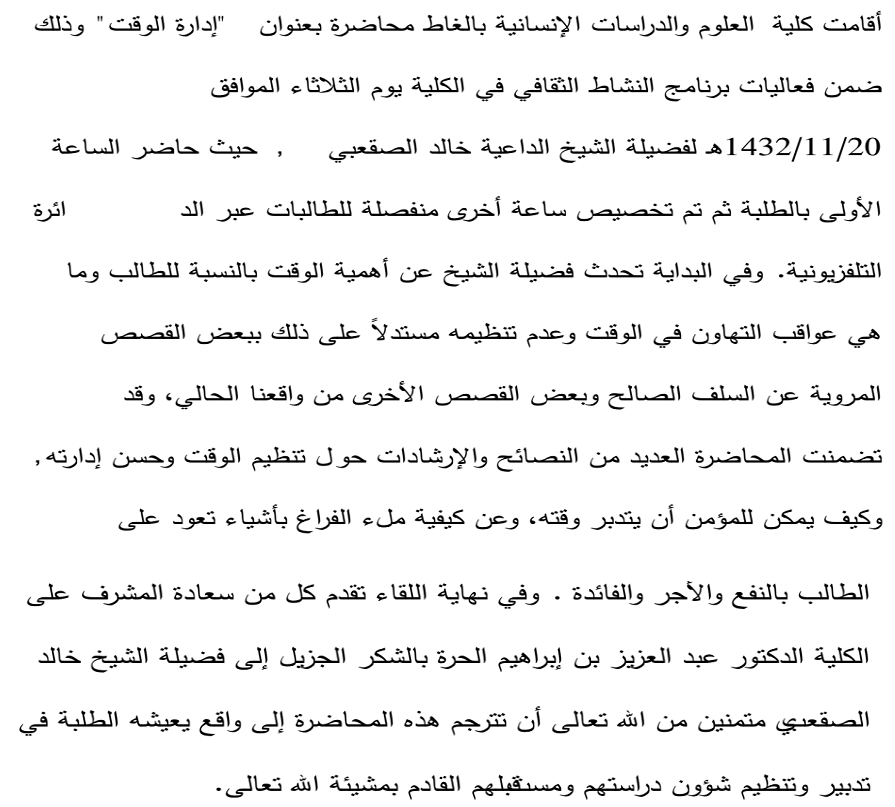 أقامت كلية العلوم والدراسات الإنسانية بالغاط محاضرة بعنوان "إدارة الوقت" وذلك
ضمن فعاليات برنامج النشاط الثقافي في الكلية يوم الثلاثاء الموافق
1432/11/20هـ لفضيلة الشيخ الداعية خالد الصقعبي , حيث حاضر الساعة
الأولى بالطلبة ثم تم تخصيص ساعة أخرى منفصلة للطالبات عبر الد ائرة
التلفزيونية. وفي البداية تحدث فضيلة الشيخ عن أهمية الوقت بالنسبة للطالب وما
هي عواقب التهاون في الوقت وعدم تنظيمه مستدلاً على ذلك ببعض القصص
المروية عن السلف الصالح وبعض القصص الأخرى من واقعنا الحالي، وقد
تضمنت المحاضرة العديد من النصائح والإرشادات حول تنظيم الوقت وحسن إدارته,
وكيف يمكن للمؤمن أن يتدبر وقته، وعن كيفية ملء الفراغ بأشياء تعود على
الطالب بالنفع والأجر والفائدة . وفي نهاية اللقاء تقدم كل من سعادة المشرف على
الكلية الدكتور عبد العزيز بن إبراهيم الحرة بالشكر الجزيل إلى فضيلة الشيخ خالد
الصقعبي متمنين من الله تعالى أن تترجم هذه المحاضرة إلى واقع يعيشه الطلبة في
تدبير وتنظيم شؤون دراستهم ومستقبلهم القادم بمشيئة الله تعالى.